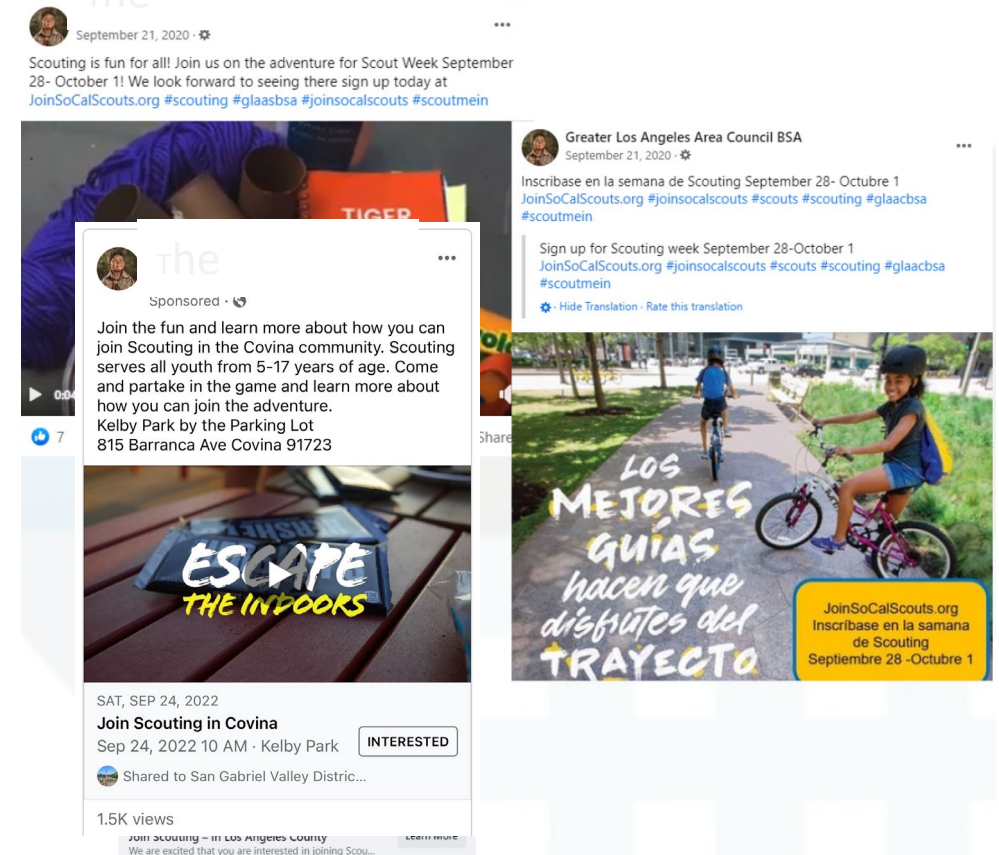 The
September 21, 2020 ·
Scouting is fun for all! Join us on the adventure for Scout Week September
28- October 1! We look forward to seeing there sign up today at
JoinSoCalScouts.org #scouting #glaasbsa #joinsocalscouts #scoutmein
TIGER
0:04
7
Share
The
Sponsored ·
Join the fun and learn more about how you can
join Scouting in the Covina community. Scouting
serves all youth from 5-17 years of age. Come
and partake in the game and learn more about
how you can join the adventure.
Kelby Park by the Parking Lot
815 Barranca Ave Covina 91723
ESCAPE
THE INDOORS
SAT, SEP 24, 2022
Join Scouting in Covina
Sep 24, 2022 10 AM · Kelby Park
INTERESTED
Shared to San Gabriel Valley Distric...
1.5K views
Join Scouting – in Los Angeles County
Learn More
We are excited that you are interested in joining Scou...
Greater Los Angeles Area Council BSA
September 21, 2020 ·
Inscribase en la semana de Scouting September 28- Octubre 1
JoinSoCalScouts.org #joinsocalscouts #scouts #scouting #glaacbsa
#scoutmein
Sign up for Scouting week September 28-October 1
JoinSoCalScouts.org #joinsocalscouts #scouts #scouting #glaacbsa
#scoutmein
· Hide Translation · Rate this translation
LOS
MEJORES
GUÍAS
hacen que
disfrutes del
TRAYECTO
JoinSoCalScouts.org
Inscríbase en la samana
de Scouting
Septiembre 28 -Octubre 1